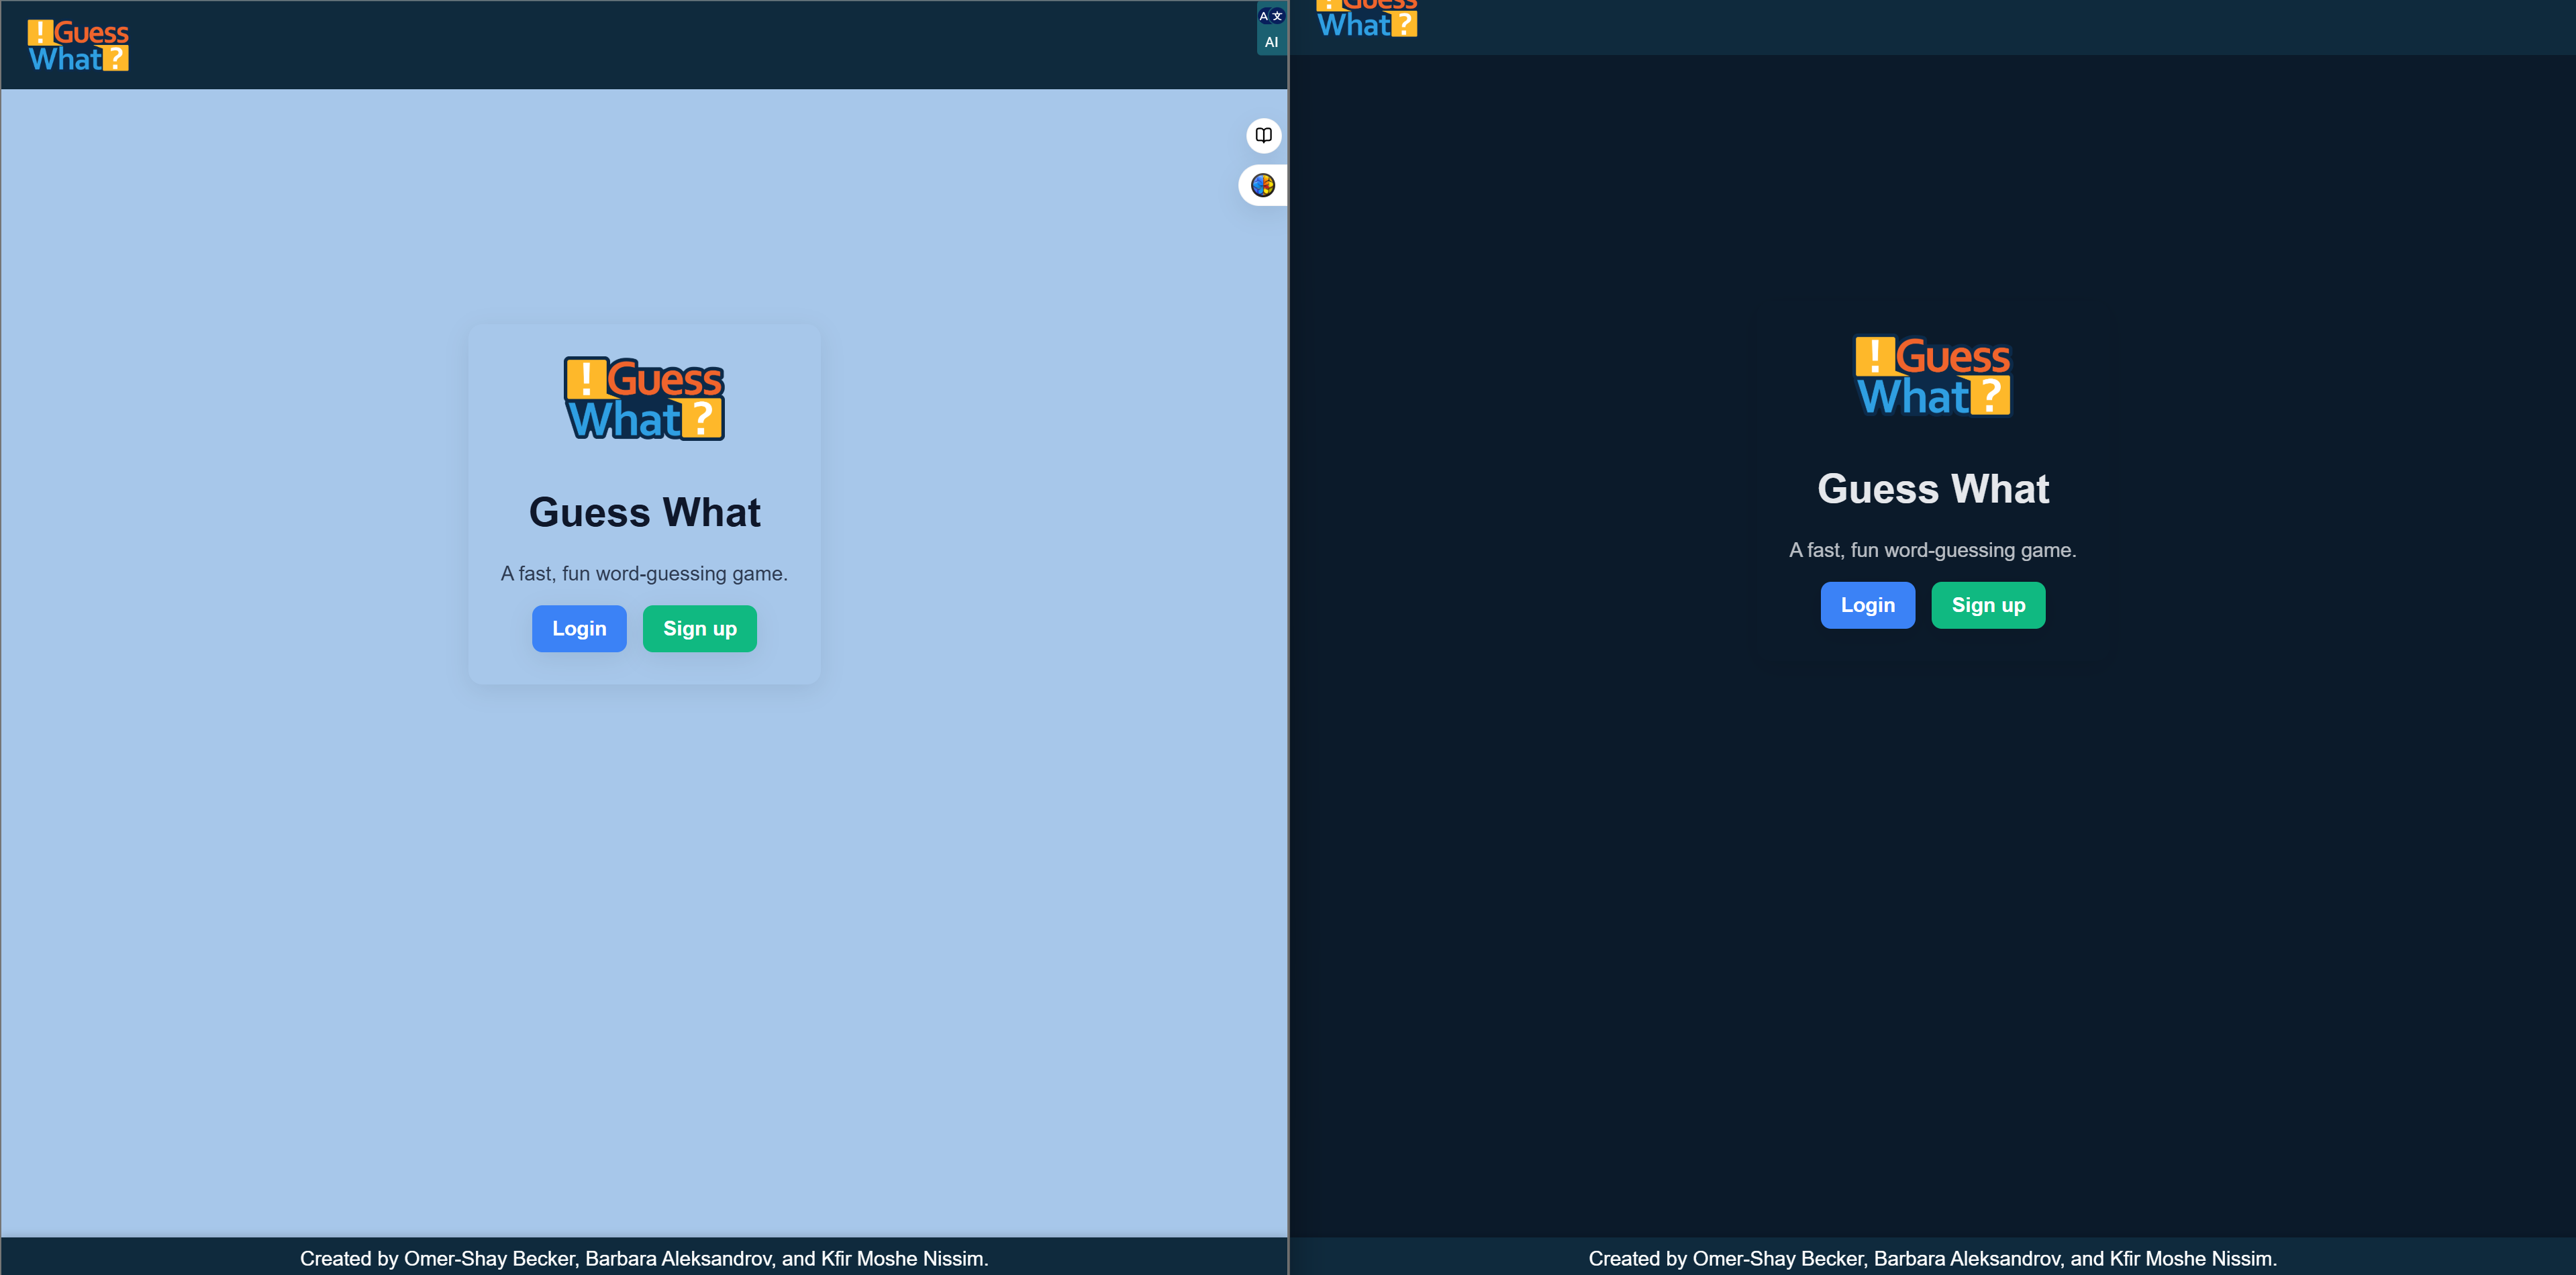 !Guess
What?
A文
AI
!Guess
What?
Guess What
A fast, fun word-guessing game.
Login
Sign up
Created by Omer-Shay Becker, Barbara Aleksandrov, and Kfir Moshe Nissim.
!Guess
What?
!Guess
What?
Guess What
A fast, fun word-guessing game.
Login
Sign up
Created by Omer-Shay Becker, Barbara Aleksandrov, and Kfir Moshe Nissim.